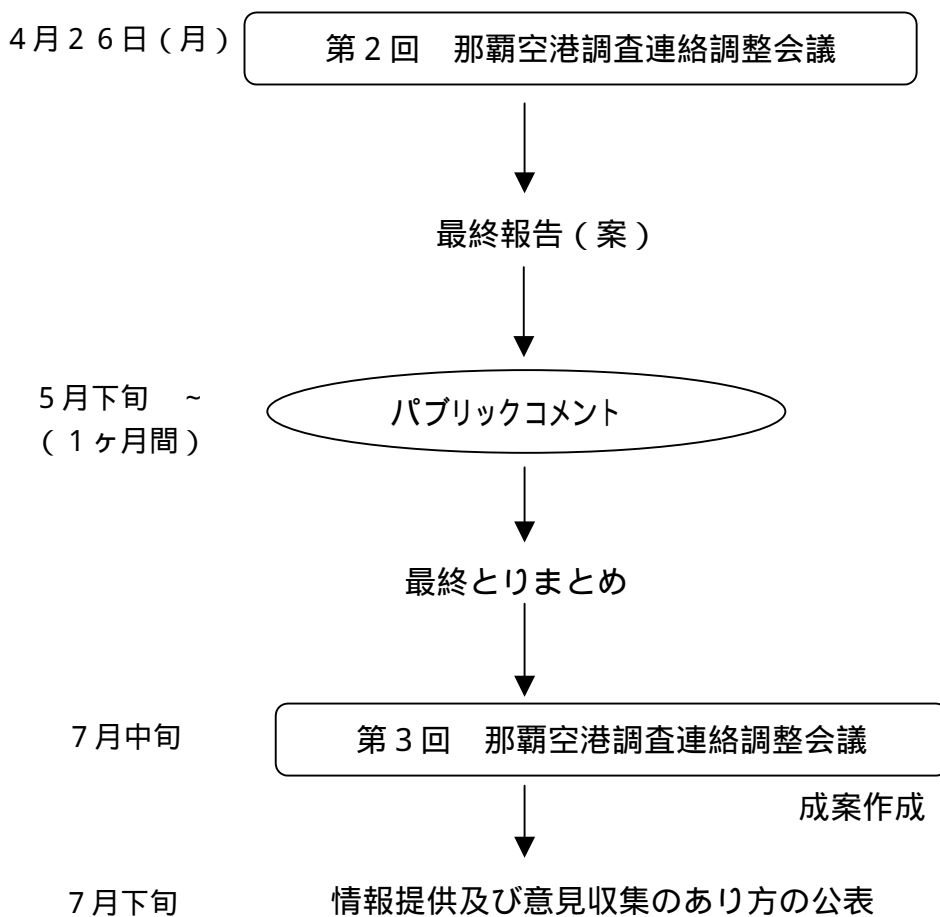 4月26日(月)
第2回 那覇空港調査連絡調整会議
最終報告(案)
5月下旬 ~
(1ヶ月間)
パブリックコメント
最終とりまとめ
7月中旬
第3回 那覇空港調査連絡調整会議
成案作成
7月下旬
情報提供及び意見収集のあり方の公表